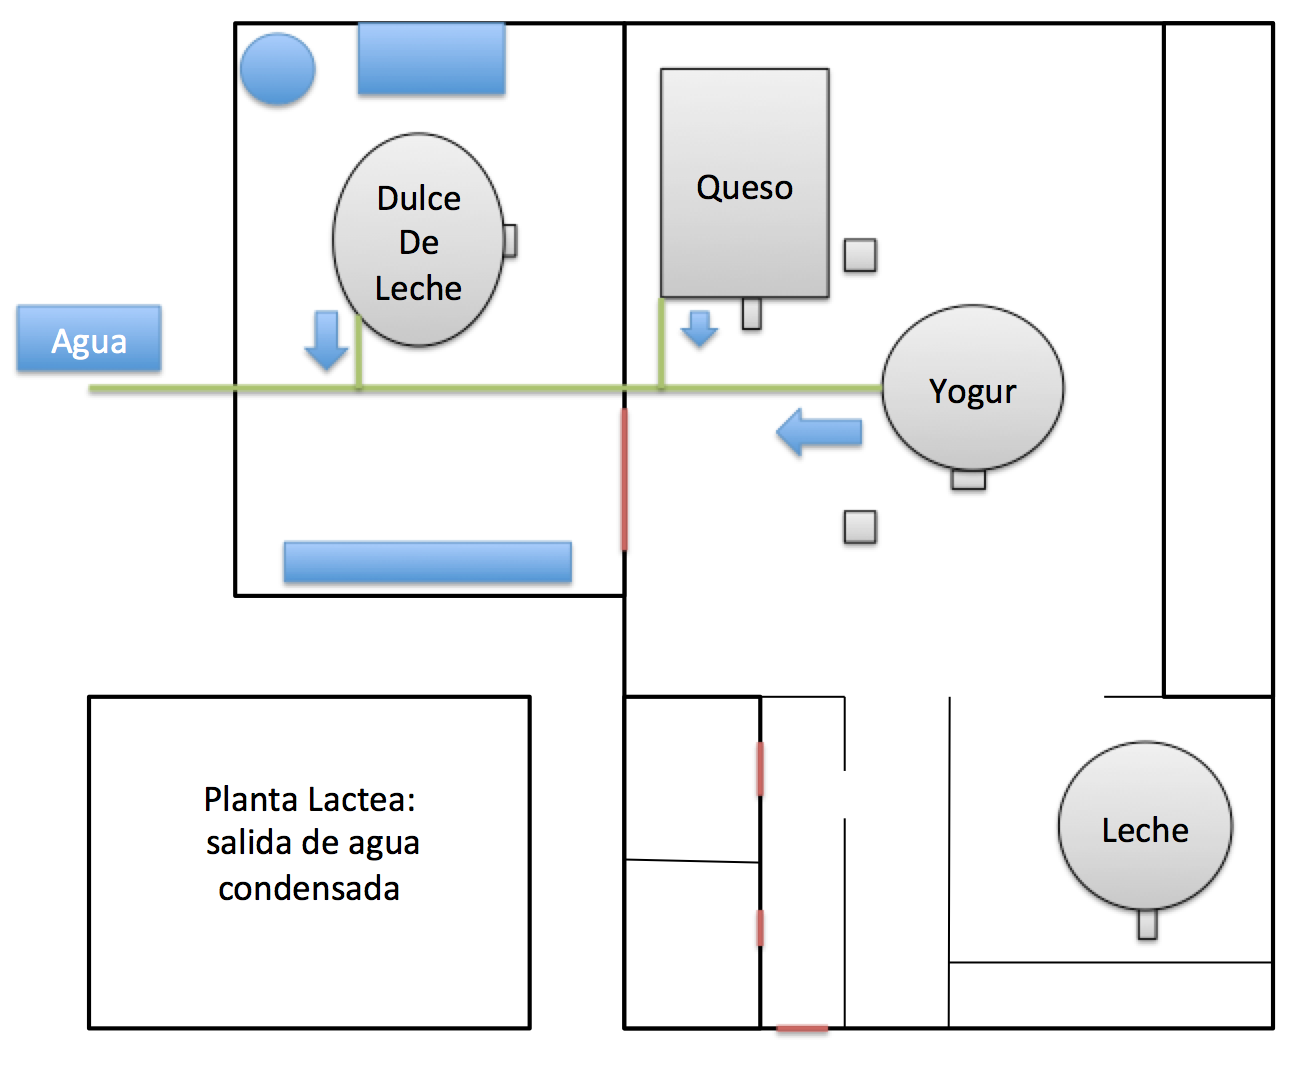 Dulce
De
Leche
Queso
Agua
Yogur
Planta Lactea:
salida de agua
condensada
Leche